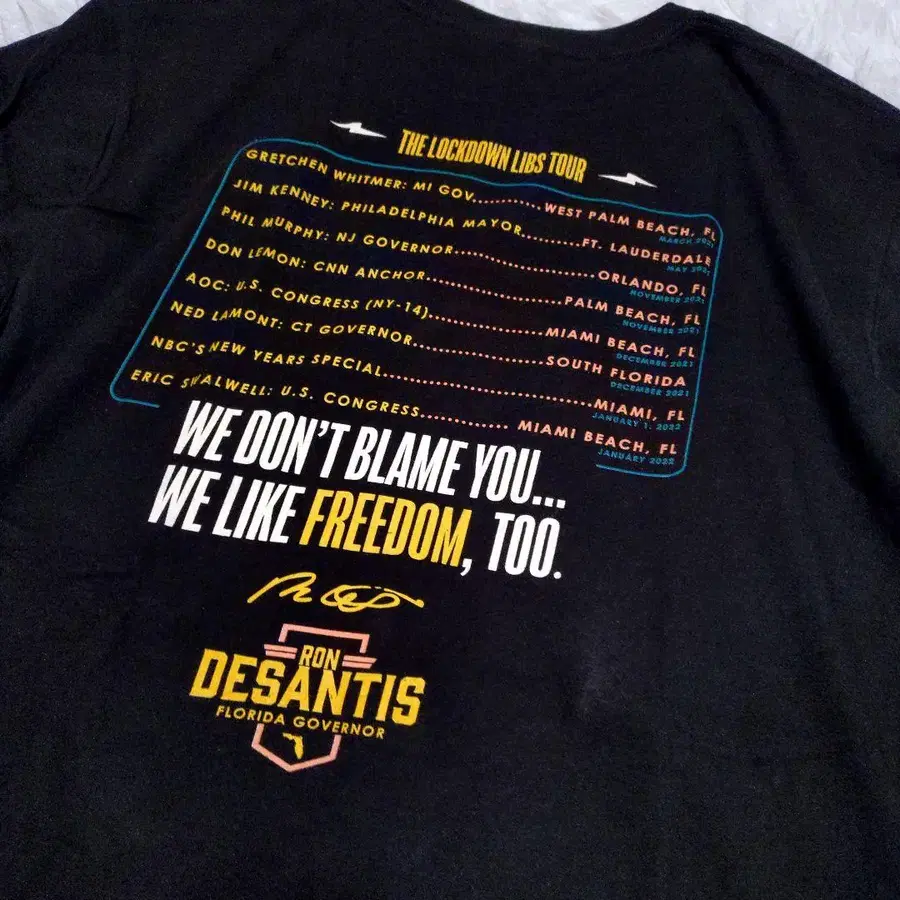 THE LOCKDOWN LIBS TOUR
GRETCHEN WHITMER: MI GOV.......... WEST PALM BEACH, FL
MARCH 2021
JIM KENNEY: PHILADELPHIA MAYOR.......... FT. LAUDERDALE
MAY 2021
PHIL MURPHY: NJ GOVERNOR.......... ORLANDO, FL
NOVEMBER 2021
DON LEMON: CNN ANCHOR.......... PALM BEACH, FL
NOVEMBER 2021
AOC: U.S. CONGRESS (NY-14).......... MIAMI BEACH, FL
DECEMBER 2021
NED LAMONT: CT GOVERNOR.......... SOUTH FLORIDA
DECEMBER 2021
NBC'S NEW YEARS SPECIAL.......... MIAMI, FL
JANUARY 1, 2022
ERIC SWALWELL: U.S. CONGRESS.......... MIAMI BEACH, FL
JANUARY 2022
WE DON'T BLAME YOU...
WE LIKE FREEDOM, TOO.
RON
DESANTIS
FLORIDA GOVERNOR